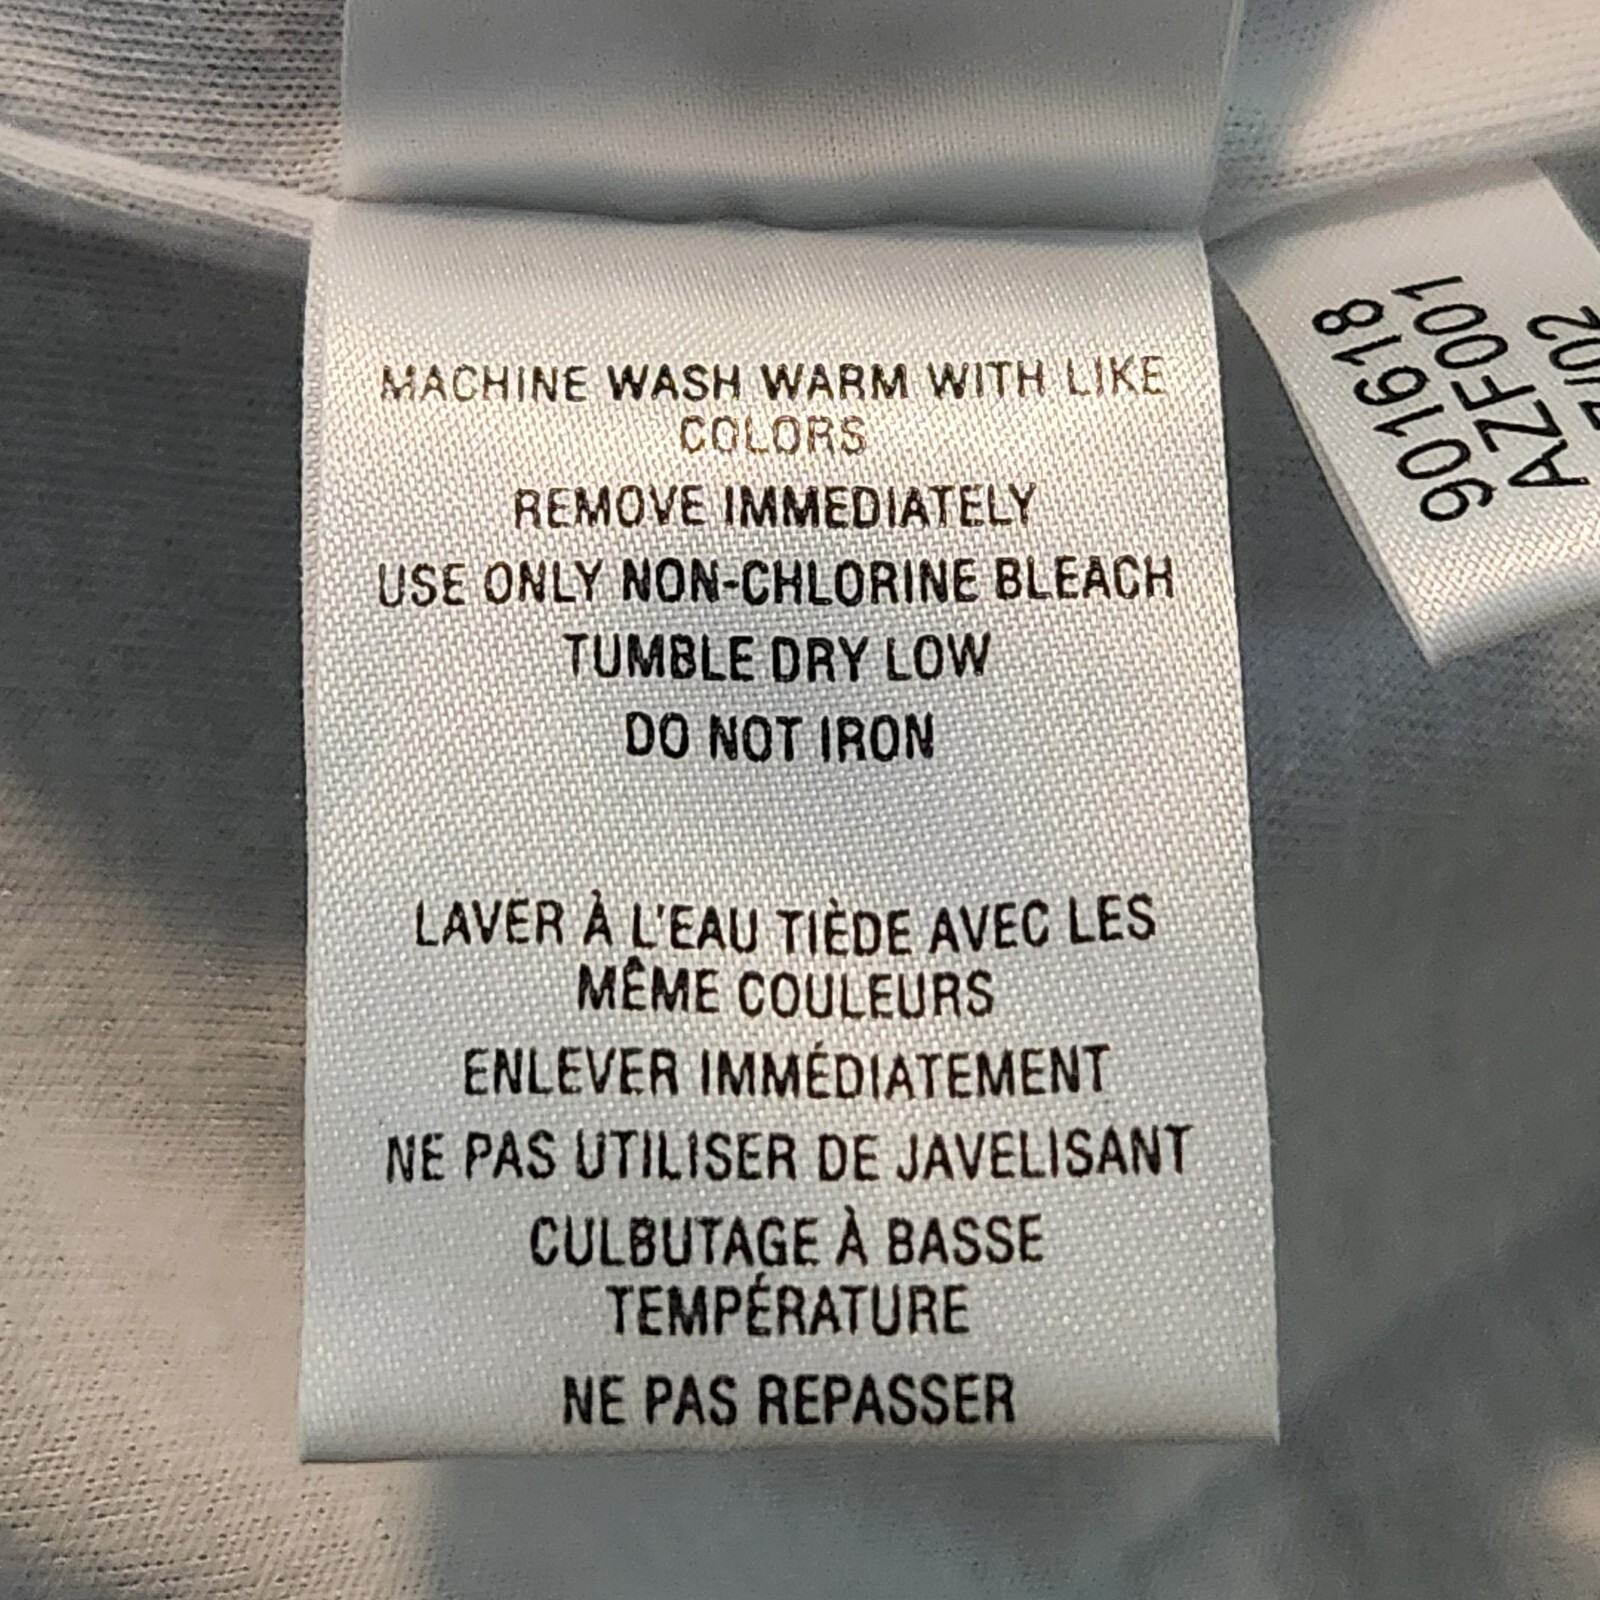 MACHINE WASH WARM WITH LIKE
COLORS
REMOVE IMMEDIATELY
USE ONLY NON-CHLORINE BLEACH
TUMBLE DRY LOW
DO NOT IRON
LAVER À L'EAU TIÈDE AVEC LES
MÊME COULEURS
ENLEVER IMMÉDIATEMENT
NE PAS UTILISER DE JAVELISANT
CULBUTAGE À BASSE
TEMPÉRATURE
NE PAS REPASSER
901618
AZF001